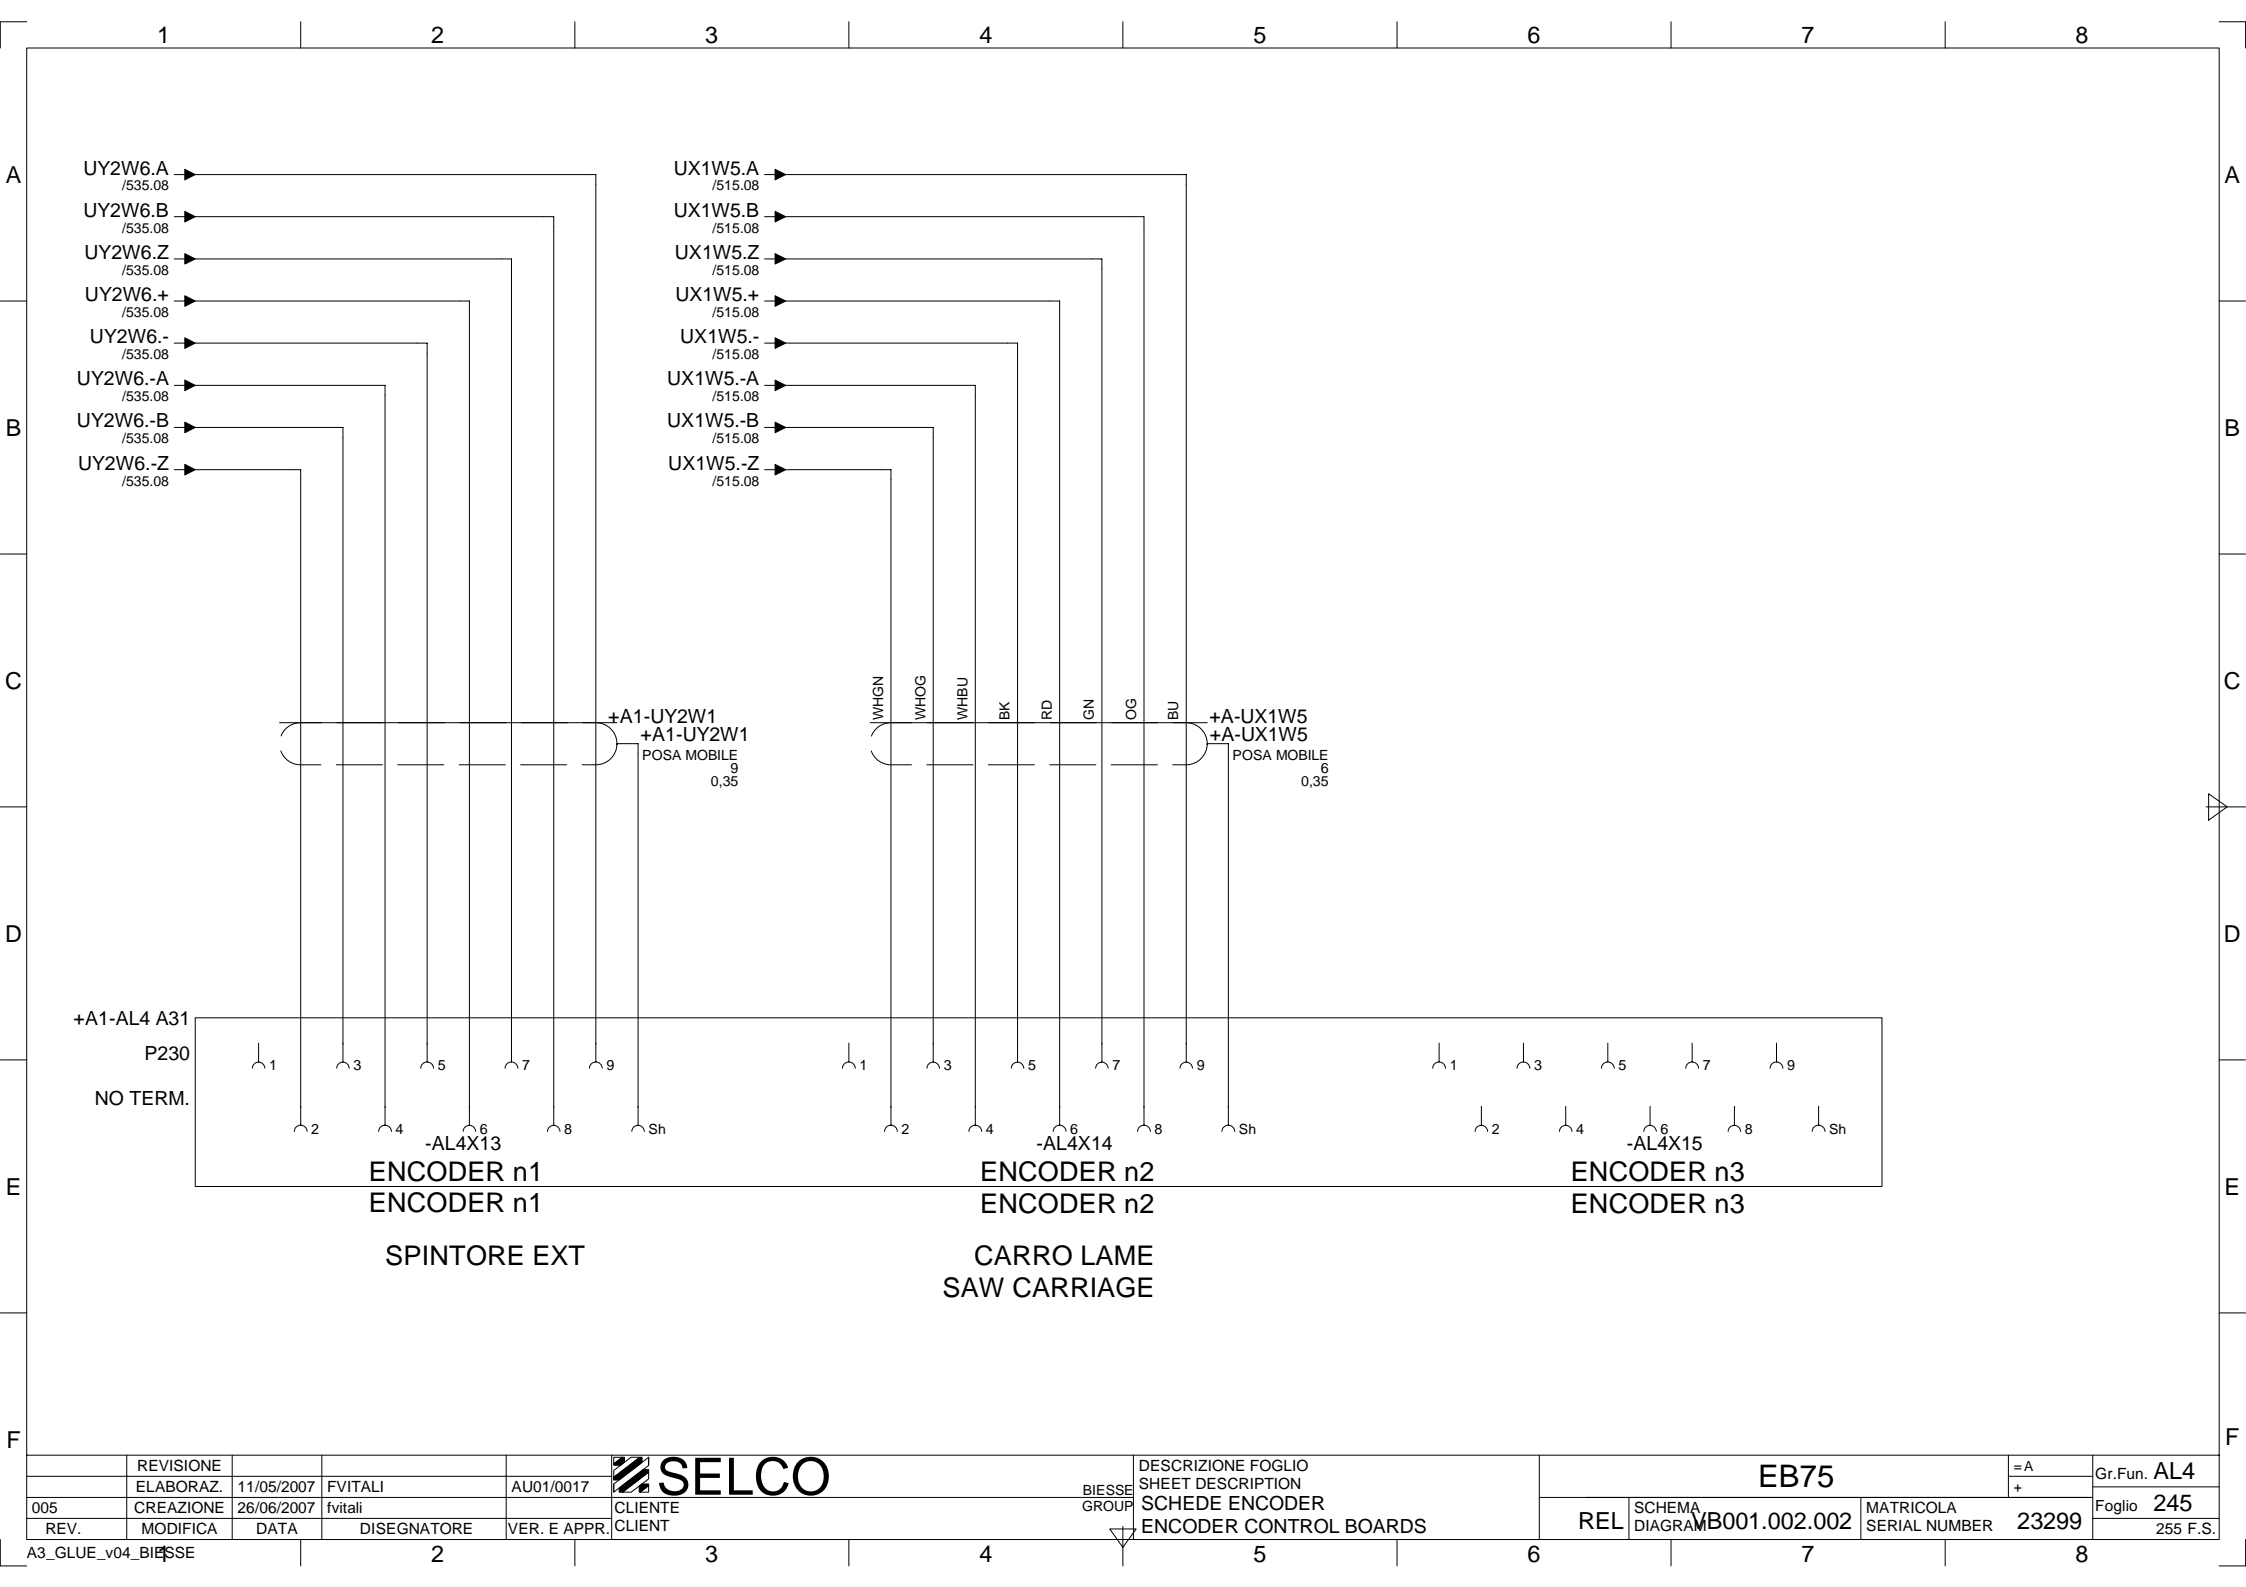 1 2 3 4 5 6 7 8
A A
UY2W6.A
/535.08
UY2W6.B
/535.08
UY2W6.Z
/535.08
UY2W6.+
/535.08
UY2W6.-
/535.08
UY2W6.-A
/535.08
UY2W6.-B
/535.08
UY2W6.-Z
/535.08
UX1W5.A
/515.08
UX1W5.B
/515.08
UX1W5.Z
/515.08
UX1W5.+
/515.08
UX1W5.-
/515.08
UX1W5.-A
/515.08
UX1W5.-B
/515.08
UX1W5.-Z
/515.08
B B
C C
WHGN WHOG WHBU BK RD GN OG BU
+A1-UY2W1
+A1-UY2W1
POSA MOBILE
9
0,35
+A-UX1W5
+A-UX1W5
POSA MOBILE
6
0,35
D D
+A1-AL4 A31
P230
NO TERM.
1 3 5 7 9
2 4 6 8 Sh
-AL4X13
ENCODER n1
ENCODER n1
SPINTORE EXT
1 3 5 7 9
2 4 6 8 Sh
-AL4X14
ENCODER n2
ENCODER n2
CARRO LAME
SAW CARRIAGE
1 3 5 7 9
2 4 6 8 Sh
-AL4X15
ENCODER n3
ENCODER n3
E E
F F
REVISIONE
ELABORAZ. 11/05/2007 FVITALI AU01/0017
005 CREAZIONE 26/06/2007 fvitali
REV. MODIFICA DATA DISEGNATORE VER. E APPR.
SELCO
BIESSE
GROUP
CLIENTE
CLIENT
DESCRIZIONE FOGLIO
SHEET DESCRIPTION
SCHEDE ENCODER
ENCODER CONTROL BOARDS
EB75
REL
SCHEMA
DIAGRAM
VB001.002.002
MATRICOLA
SERIAL NUMBER
23299
=A
+
Gr.Fun. AL4
Foglio 245
255 F.S.
A3_GLUE_v04_BIESSE
1 2 3 4 5 6 7 8